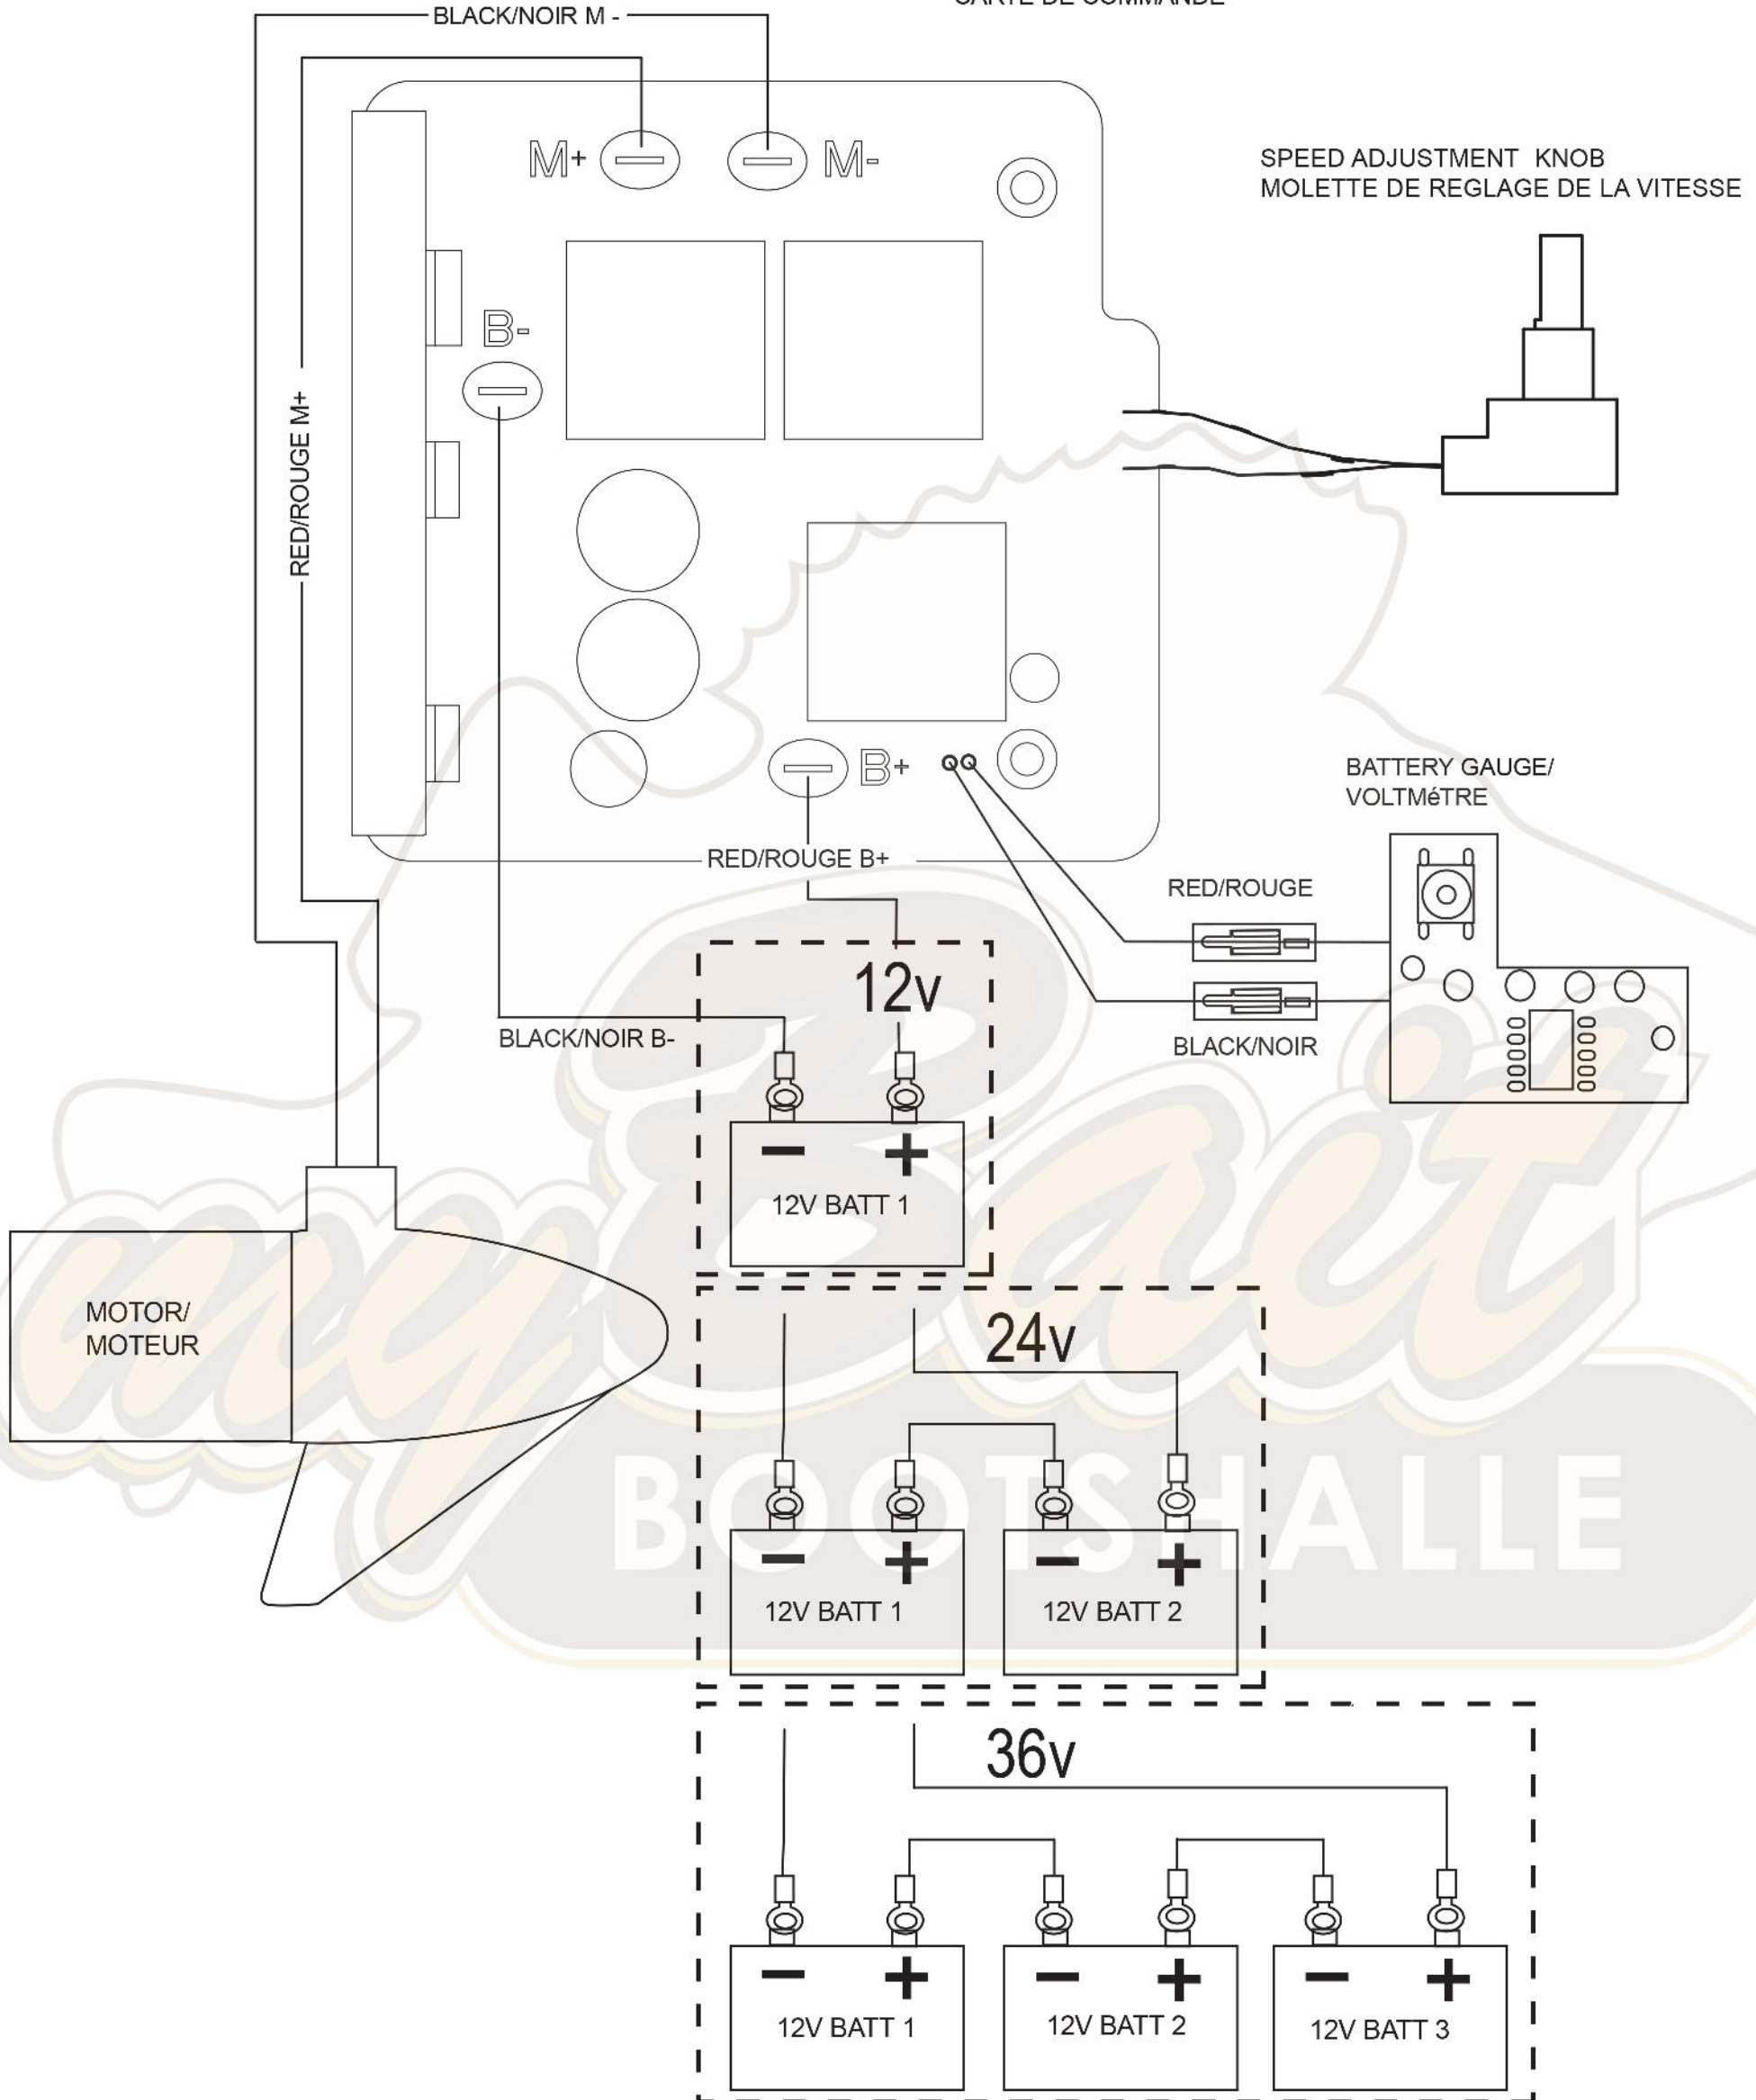 CARTE DE COMMANDE
BLACK/NOIR M -
M+
M-
SPEED ADJUSTMENT KNOB
MOLETTE DE REGLAGE DE LA VITESSE
B-
RED/ROUGE M+
B+
BATTERY GAUGE/
VOLTMéTRE
RED/ROUGE B+
RED/ROUGE
12v
BLACK/NOIR B-
BLACK/NOIR
− +
12V BATT 1
MOTOR/
MOTEUR
24v
− + − +
12V BATT 1
12V BATT 2
36v
− + − + − +
12V BATT 1
12V BATT 2
12V BATT 3
my Bait
BOOTSHALLE